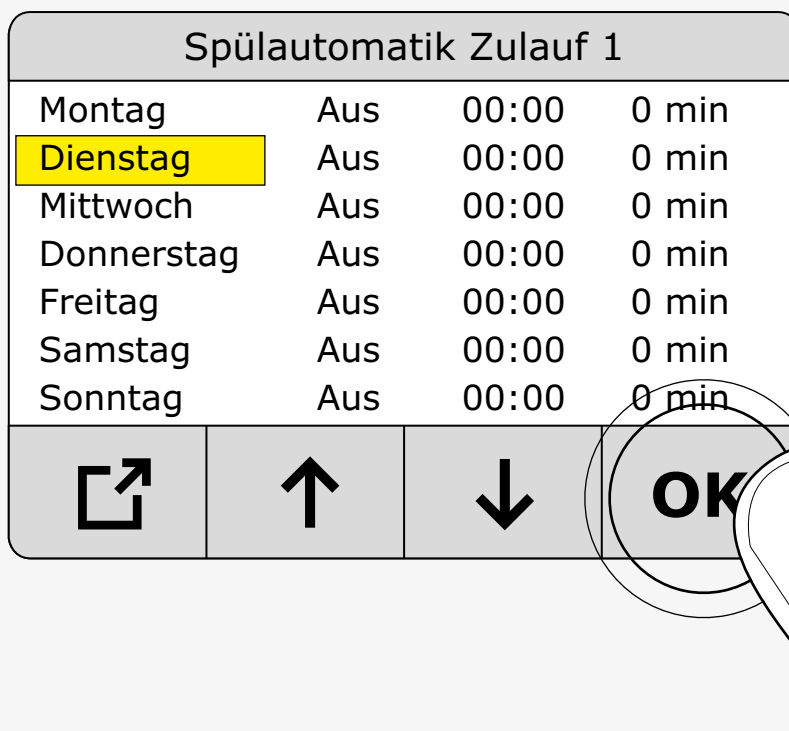 Spülautomatik Zulauf 1
Montag Aus 00:00 0 min
Dienstag Aus 00:00 0 min
Mittwoch Aus 00:00 0 min
Donnerstag Aus 00:00 0 min
Freitag Aus 00:00 0 min
Samstag Aus 00:00 0 min
Sonntag Aus 00:00 0 min
OK